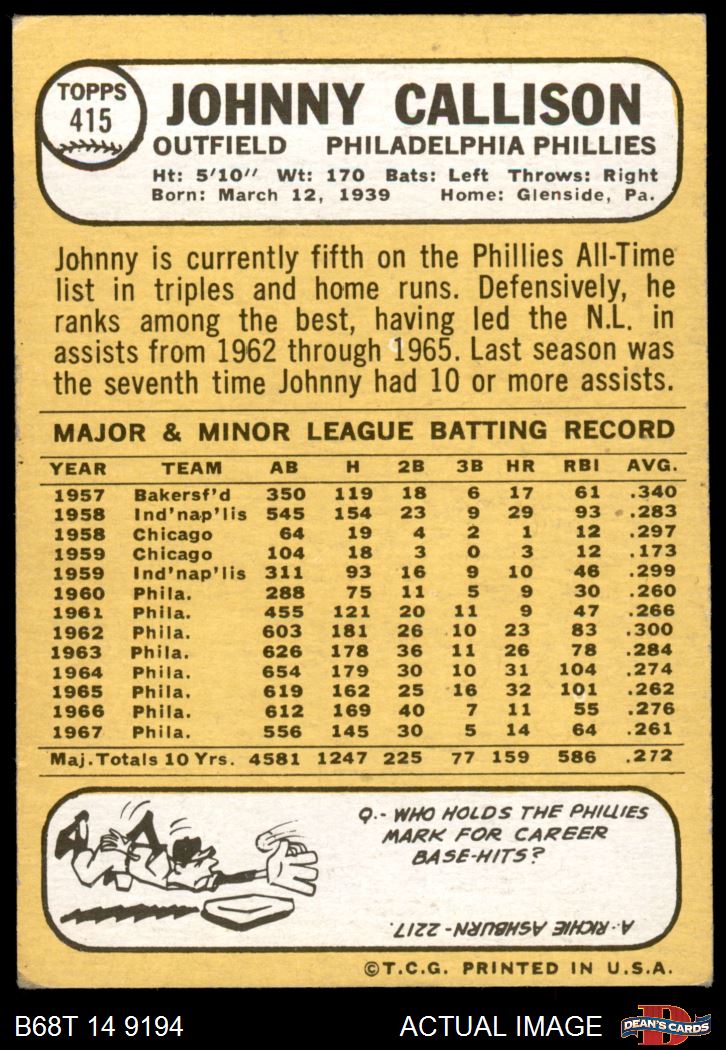 TOPPS
415
JOHNNY CALLISON
OUTFIELD PHILADELPHIA PHILLIES
Ht: 5'10" Wt: 170 Bats: Left Throws: Right
Born: March 12, 1939 Home: Glenside, Pa.
Johnny is currently fifth on the Phillies All-Time
list in triples and home runs. Defensively, he
ranks among the best, having led the N.L. in
assists from 1962 through 1965. Last season was
the seventh time Johnny had 10 or more assists.
MAJOR & MINOR LEAGUE BATTING RECORD
YEAR TEAM AB H 2B 3B HR RBI AVG.
1957 Bakersf'd 350 119 18 6 17 61 .340
1958 Ind'nap'lis 545 154 23 9 29 93 .283
1958 Chicago 64 19 4 2 1 12 .297
1959 Chicago 104 18 3 0 3 12 .173
1959 Ind'nap'lis 311 93 16 9 10 46 .299
1960 Phila. 288 75 11 5 9 30 .260
1961 Phila. 455 121 20 11 9 47 .266
1962 Phila. 603 181 26 10 23 83 .300
1963 Phila. 626 178 36 11 26 78 .284
1964 Phila. 654 179 30 10 31 104 .274
1965 Phila. 619 162 25 16 32 101 .262
1966 Phila. 612 169 40 7 11 55 .276
1967 Phila. 556 145 30 5 14 64 .261
Maj. Totals 10 Yrs. 4581 1247 225 77 159 586 .272
Q.- WHO HOLDS THE PHILLIES
MARK FOR CAREER
BASE-HITS?
A. RICHIE ASHBURN - 2217.
©T.C.G. PRINTED IN U.S.A.
B68T 14 9194 ACTUAL IMAGE
D
DEAN'S CARDS